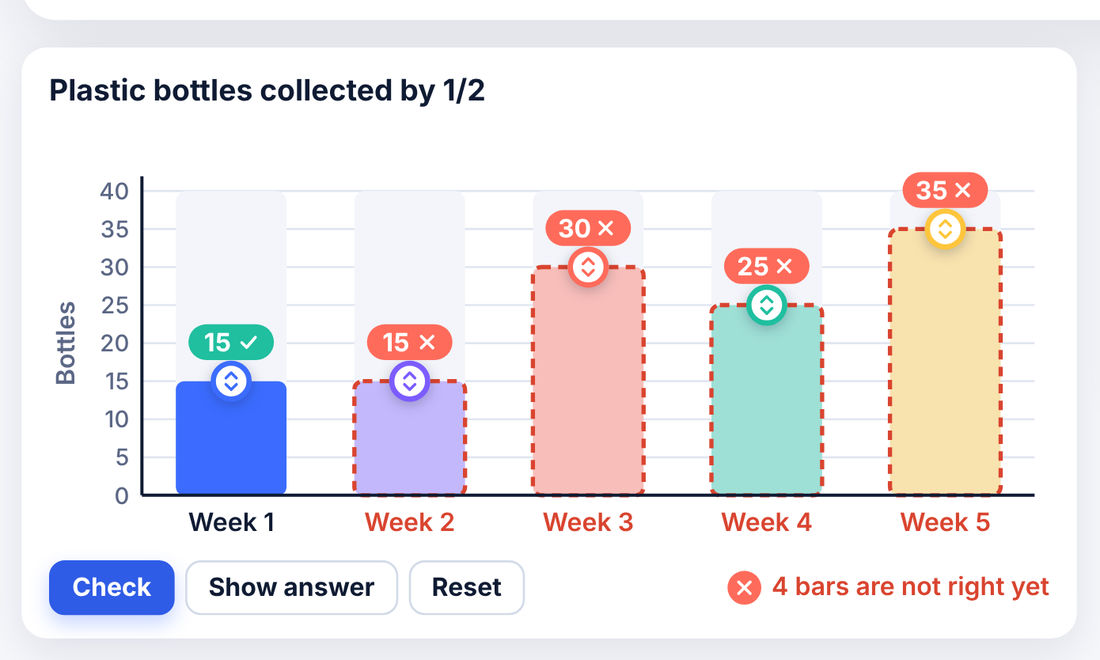 Plastic bottles collected by 1/2
Bottles
40
35
30
25
20
15
10
5
0
15
15
30
25
35
Week 1
Week 2
Week 3
Week 4
Week 5
Check
Show answer
Reset
4 bars are not right yet